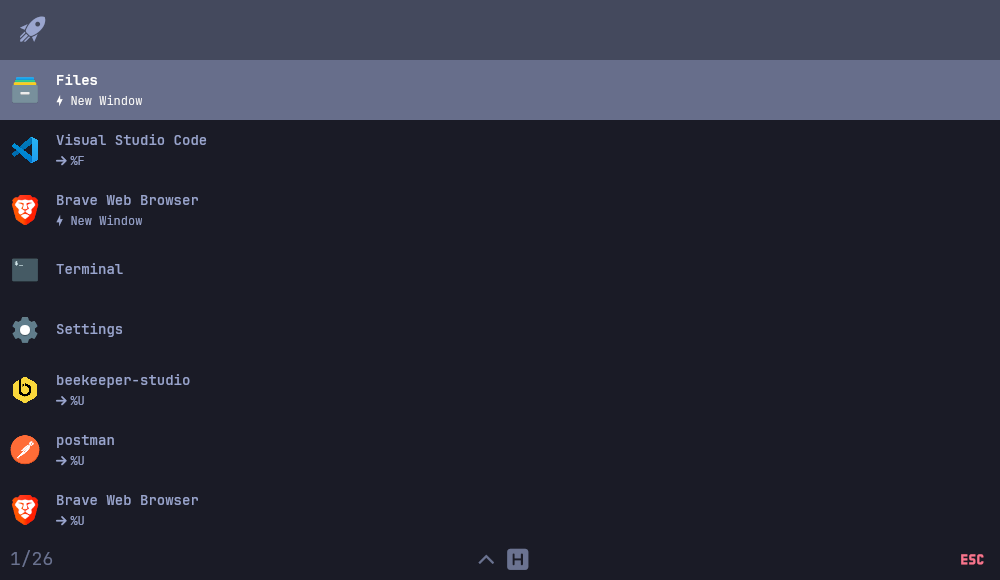 Files
New Window
Visual Studio Code
%F
Brave Web Browser
New Window
Terminal
Settings
beekeeper-studio
%U
postman
%U
Brave Web Browser
%U
1/26
H
ESC